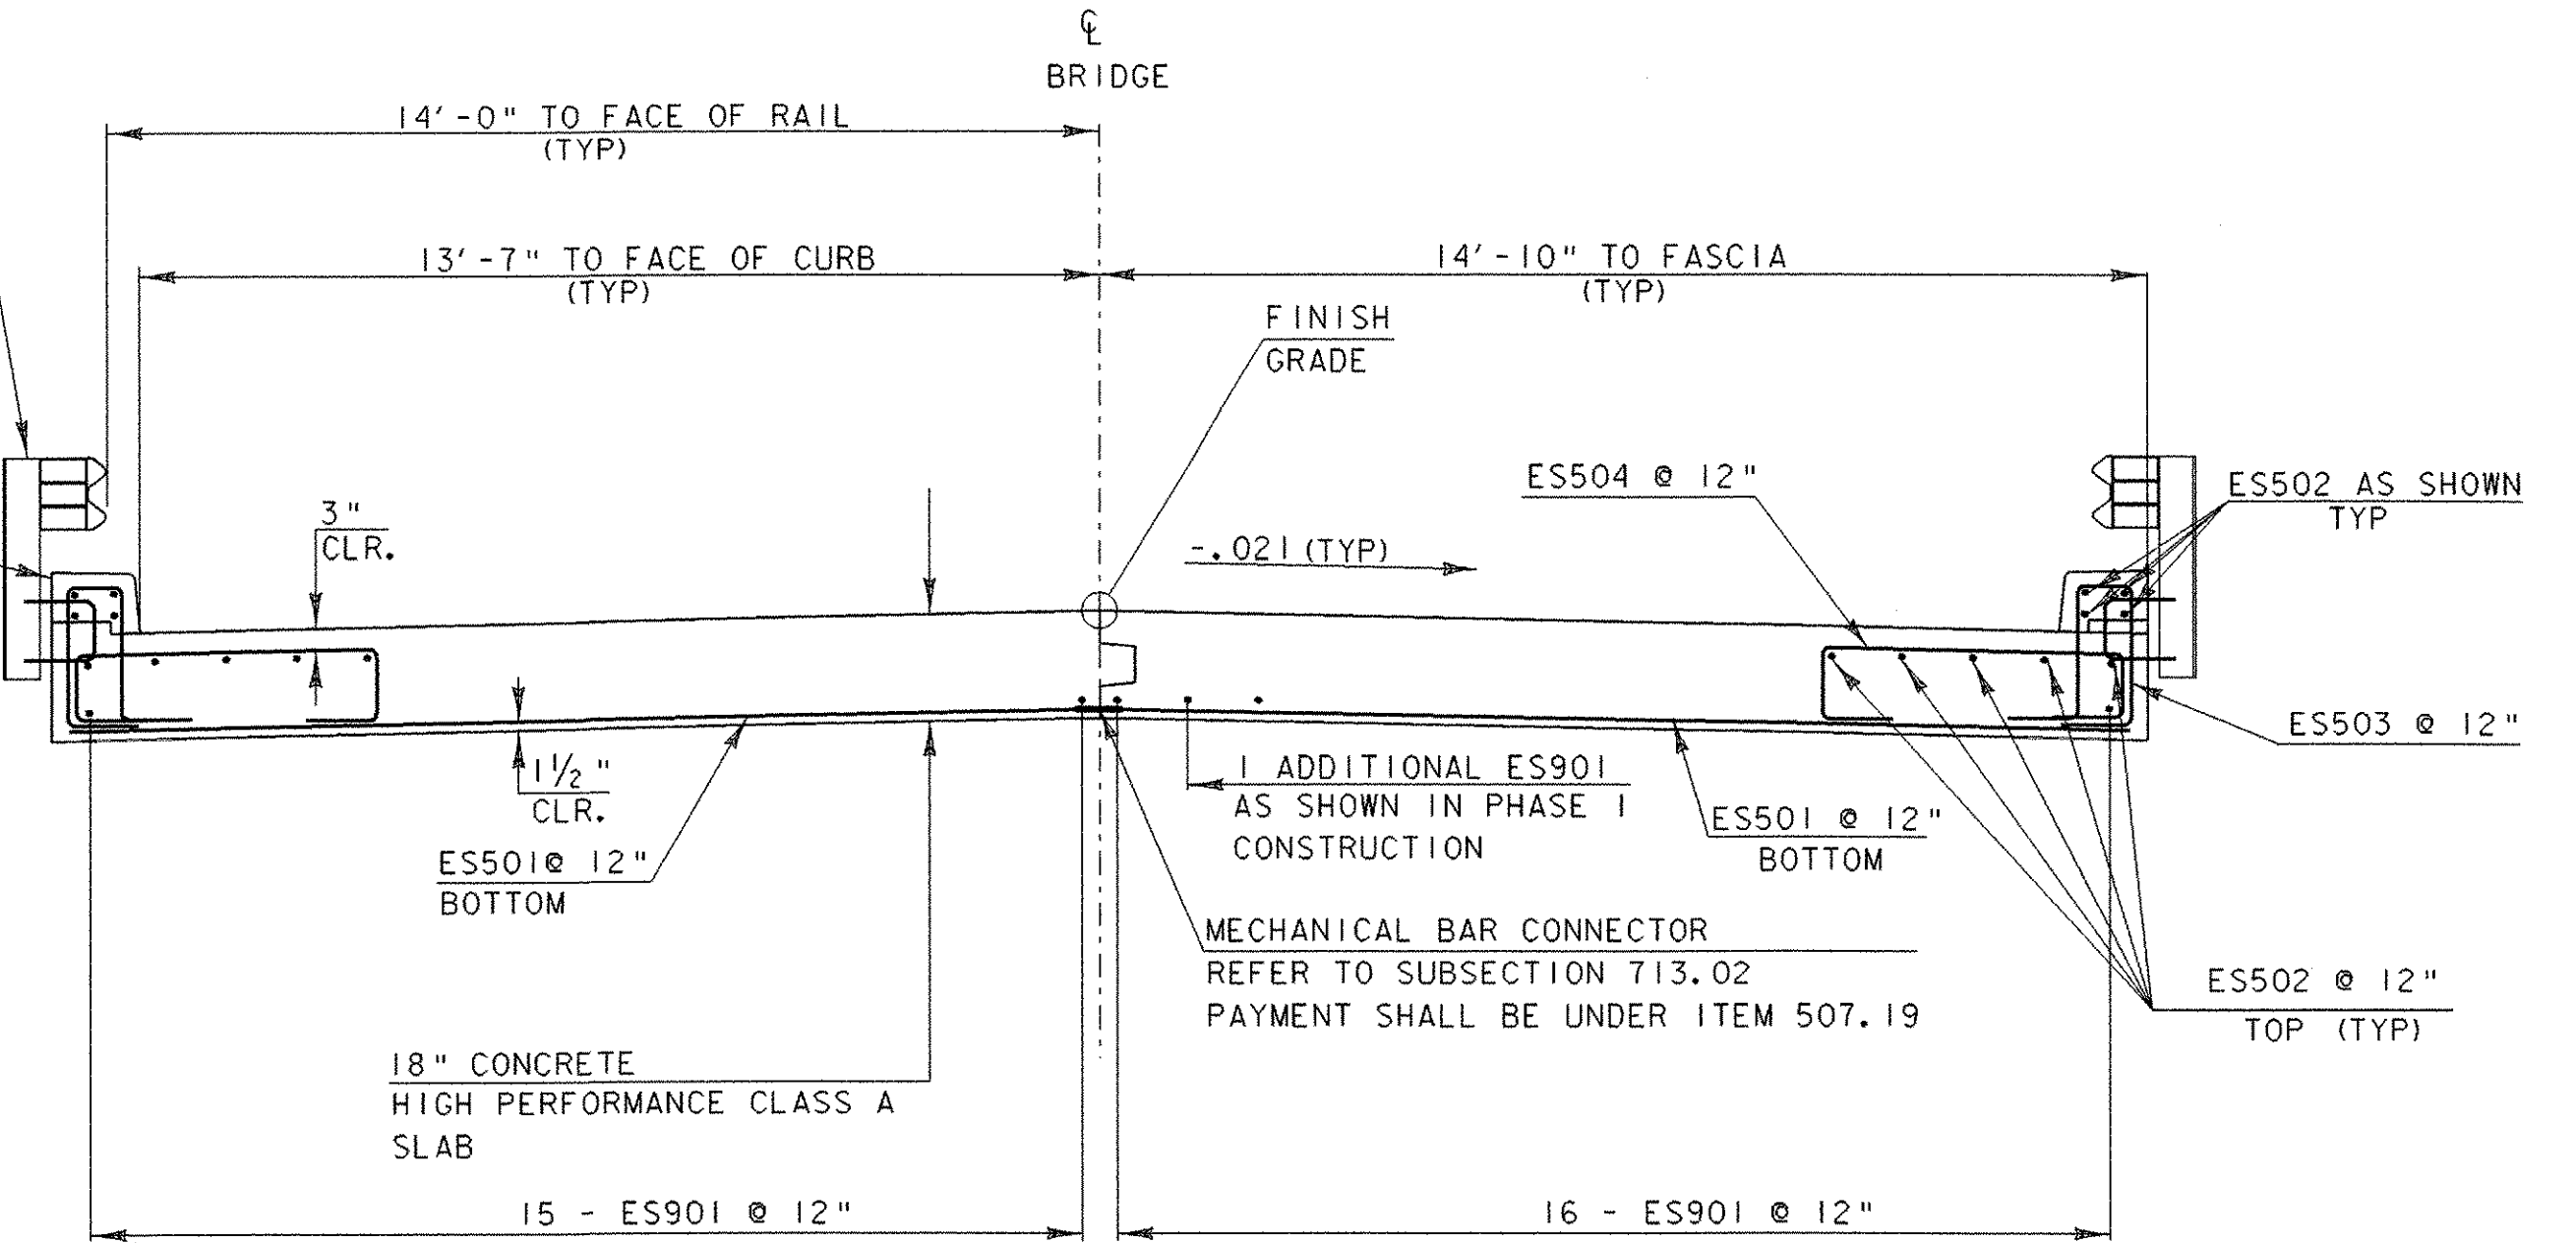 ℄
BRIDGE
14'-0" TO FACE OF RAIL
(TYP)
13'-7" TO FACE OF CURB
(TYP)
14'-10" TO FASCIA
(TYP)
FINISH
GRADE
ES504 @ 12"
ES502 AS SHOWN
TYP
3"
CLR.
-.021 (TYP)
ES503 @ 12"
1½"
CLR.
1 ADDITIONAL ES901
AS SHOWN IN PHASE 1
CONSTRUCTION
ES501 @ 12"
BOTTOM
ES501@ 12"
BOTTOM
MECHANICAL BAR CONNECTOR
REFER TO SUBSECTION 713.02
PAYMENT SHALL BE UNDER ITEM 507.19
ES502 @ 12"
TOP (TYP)
18" CONCRETE
HIGH PERFORMANCE CLASS A
SLAB
15 - ES901 @ 12"
16 - ES901 @ 12"